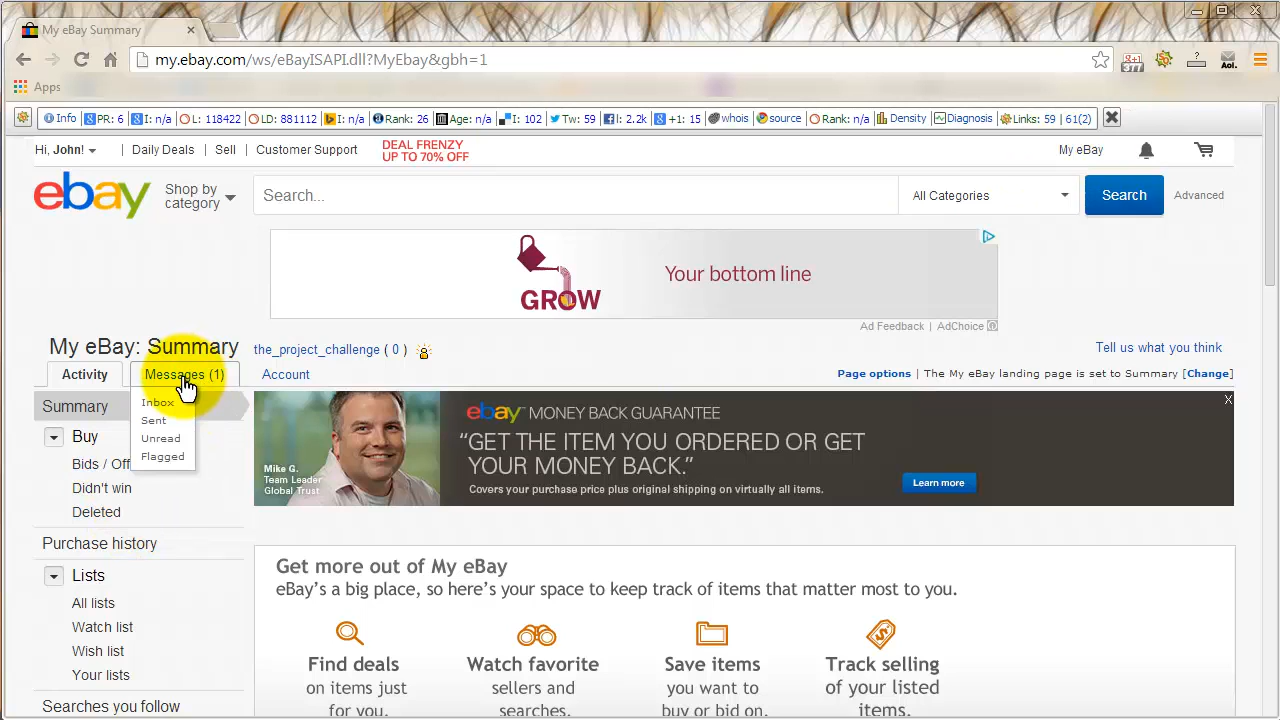 My eBay Summary
my.ebay.com/ws/eBayISAPI.dll?MyEbay&gbh=1
Aol.
Apps
Info PR: 6 I: n/a L: 118422 LD: 881112 I: n/a Rank: 26 Age: n/a I: 102 Tw: 59 I: 2.2k +1: 15 whois source Rank: n/a Density Diagnosis Links: 59 | 61(2)
Hi, John! Daily Deals Sell Customer Support
DEAL FRENZY
UP TO 70% OFF
My eBay
ebay
Shop by
category
Search...
All Categories
Search
Advanced
GROW
Your bottom line
Ad Feedback | AdChoice
My eBay: Summary
the_project_challenge ( 0 )
Tell us what you think
Activity
Messages (1)
Account
Page options | The My eBay landing page is set to Summary [Change]
Summary
Inbox
Sent
Unread
Flagged
Buy
Bids / Off
Didn't win
Deleted
Purchase history
Lists
All lists
Watch list
Wish list
Your lists
Searches you follow
Mike G.
Team Leader
Global Trust
ebay MONEY BACK GUARANTEE
“GET THE ITEM YOU ORDERED OR GET
YOUR MONEY BACK.”
Covers your purchase price plus original shipping on virtually all items.
Learn more
X
Get more out of My eBay
eBay’s a big place, so here’s your space to keep track of items that matter most to you.
Find deals
on items just
for you.
Watch favorite
sellers and
searches.
Save items
you want to
buy or bid on.
Track selling
of your listed
items.